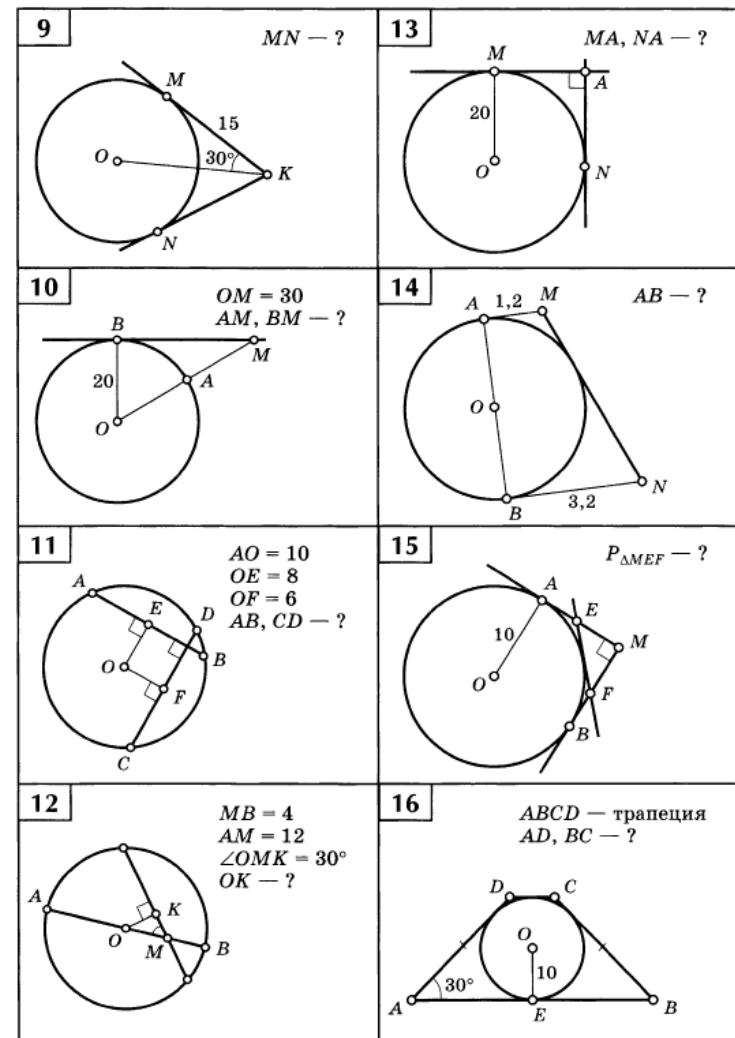 9
MN — ?
M
15
O
30°
K
N
13
MA, NA — ?
M
A
20
O
N
10
OM = 30
AM, BM — ?
B
M
20
A
O
14
AB — ?
A
1,2
M
O
N
B
3,2
11
AO = 10
OE = 8
OF = 6
AB, CD — ?
A
E
D
O
B
F
C
15
P∆MEF — ?
A
E
10
M
O
F
B
12
MB = 4
AM = 12
∠OMK = 30°
OK — ?
A
K
O
M
B
16
ABCD — трапеция
AD, BC — ?
D
C
O
30°
10
A
E
B